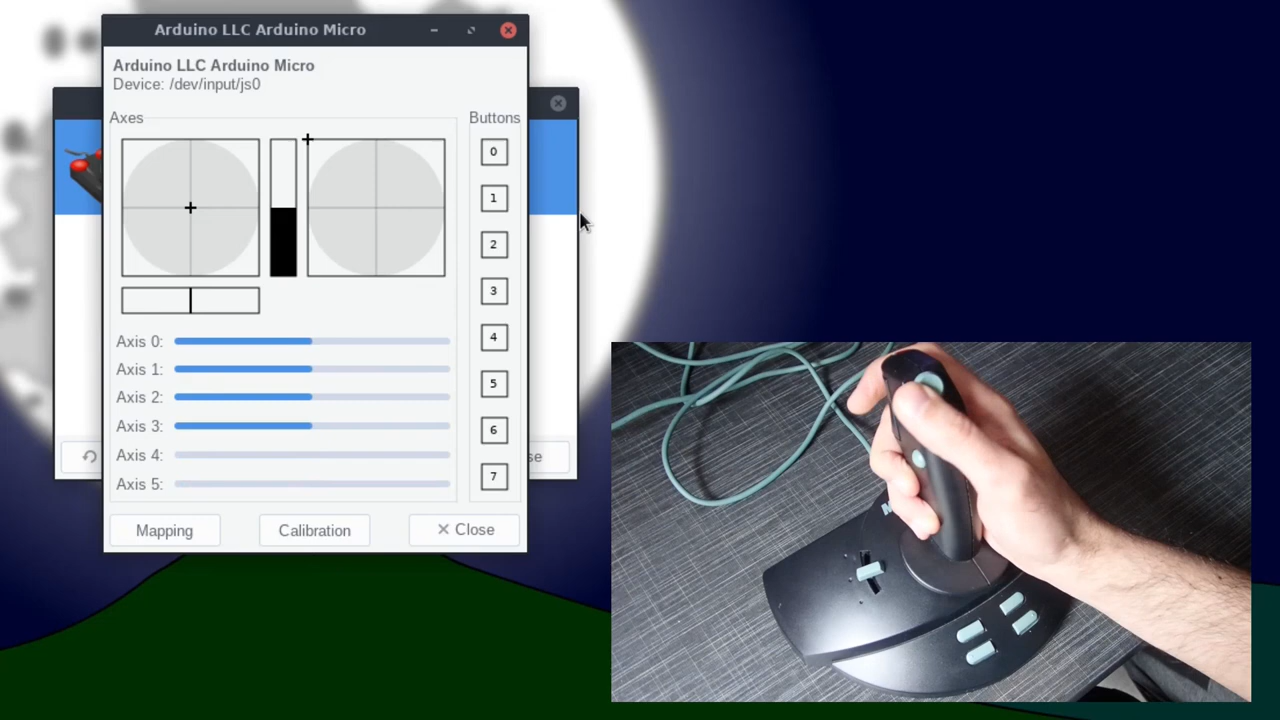 Arduino LLC Arduino Micro
Arduino LLC Arduino Micro
Device: /dev/input/js0
Axes
Buttons
0
1
2
3
4
5
6
7
Axis 0:
Axis 1:
Axis 2:
Axis 3:
Axis 4:
Axis 5:
Mapping
Calibration
Close
se